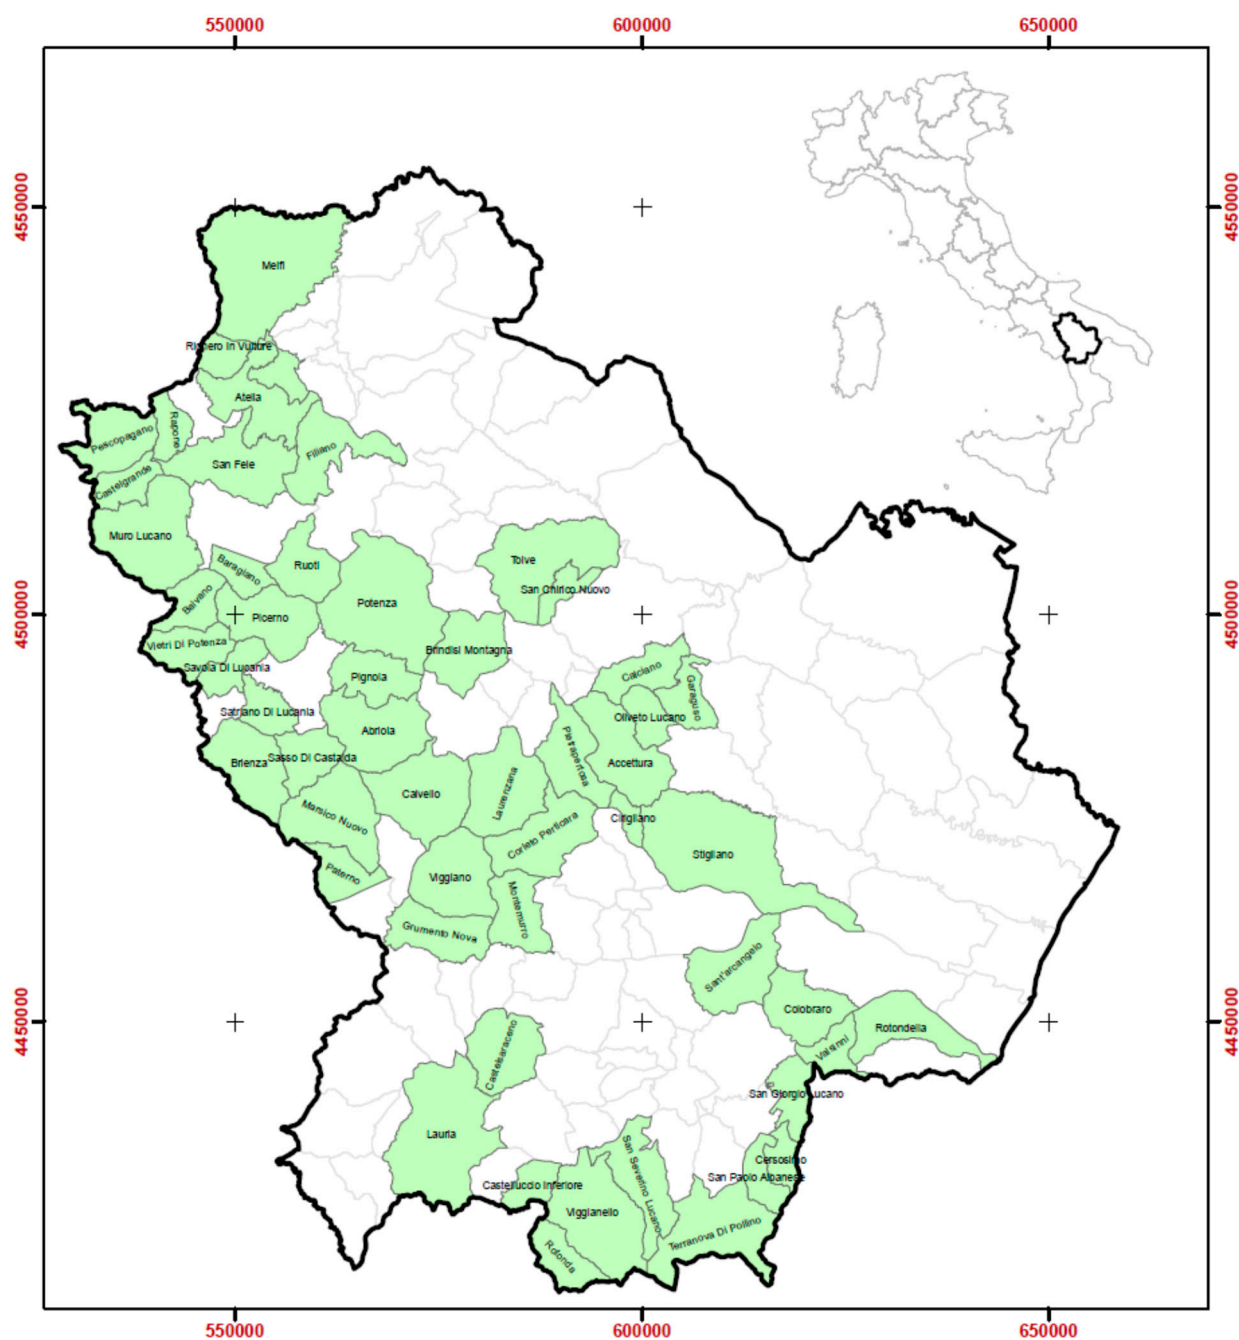 550000 600000 650000
4550000 4550000
Melfi
Rionero In Vulture
Atella
Rapone
Pescopagano
Filiano
San Fele
Castelgrande
Muro Lucano
Tolve
Ruoti
Baragiano
San Chirico Nuovo
Balvano
Potenza
4500000 4500000
Picerno
Vietri Di Potenza
Brindisi Montagna
Savoia Di Lucania
Calciano
Pignola
Garaguso
Satriano Di Lucania
Oliveto Lucano
Abriola
Sasso Di Castalda
Pietrapertosa
Brienza
Accettura
Calvello
Laurenzana
Marsico Nuovo
Cirigliano
Corleto Perticara
Stigliano
Paterno
Viggiano
Montemurro
Grumento Nova
Sant'arcangelo
Colobraro
4450000 4450000
Rotondella
Valsinni
Castelsaraceno
San Giorgio Lucano
Lauria
Cersosimo
San Paolo Albanese
Castelluccio Inferiore
San Severino Lucano
Viggianello
Terranova Di Pollino
Rotonda
550000 600000 650000